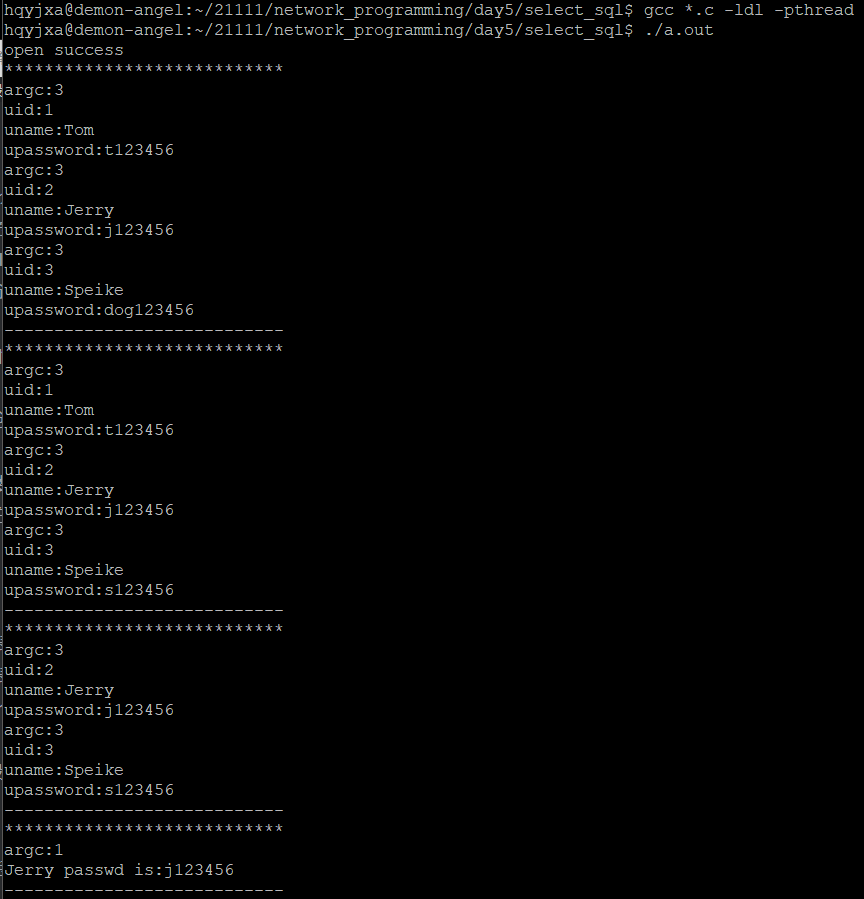 hqyjxa@demon-angel:~/21111/network_programming/day5/select_sql$ gcc *.c -ldl -pthread
hqyjxa@demon-angel:~/21111/network_programming/day5/select_sql$ ./a.out
open success
****************************
argc:3
uid:1
uname:Tom
upassword:t123456
argc:3
uid:2
uname:Jerry
upassword:j123456
argc:3
uid:3
uname:Speike
upassword:dog123456
----------------------------
****************************
argc:3
uid:1
uname:Tom
upassword:t123456
argc:3
uid:2
uname:Jerry
upassword:j123456
argc:3
uid:3
uname:Speike
upassword:s123456
----------------------------
****************************
argc:3
uid:2
uname:Jerry
upassword:j123456
argc:3
uid:3
uname:Speike
upassword:s123456
----------------------------
****************************
argc:1
Jerry passwd is:j123456
----------------------------